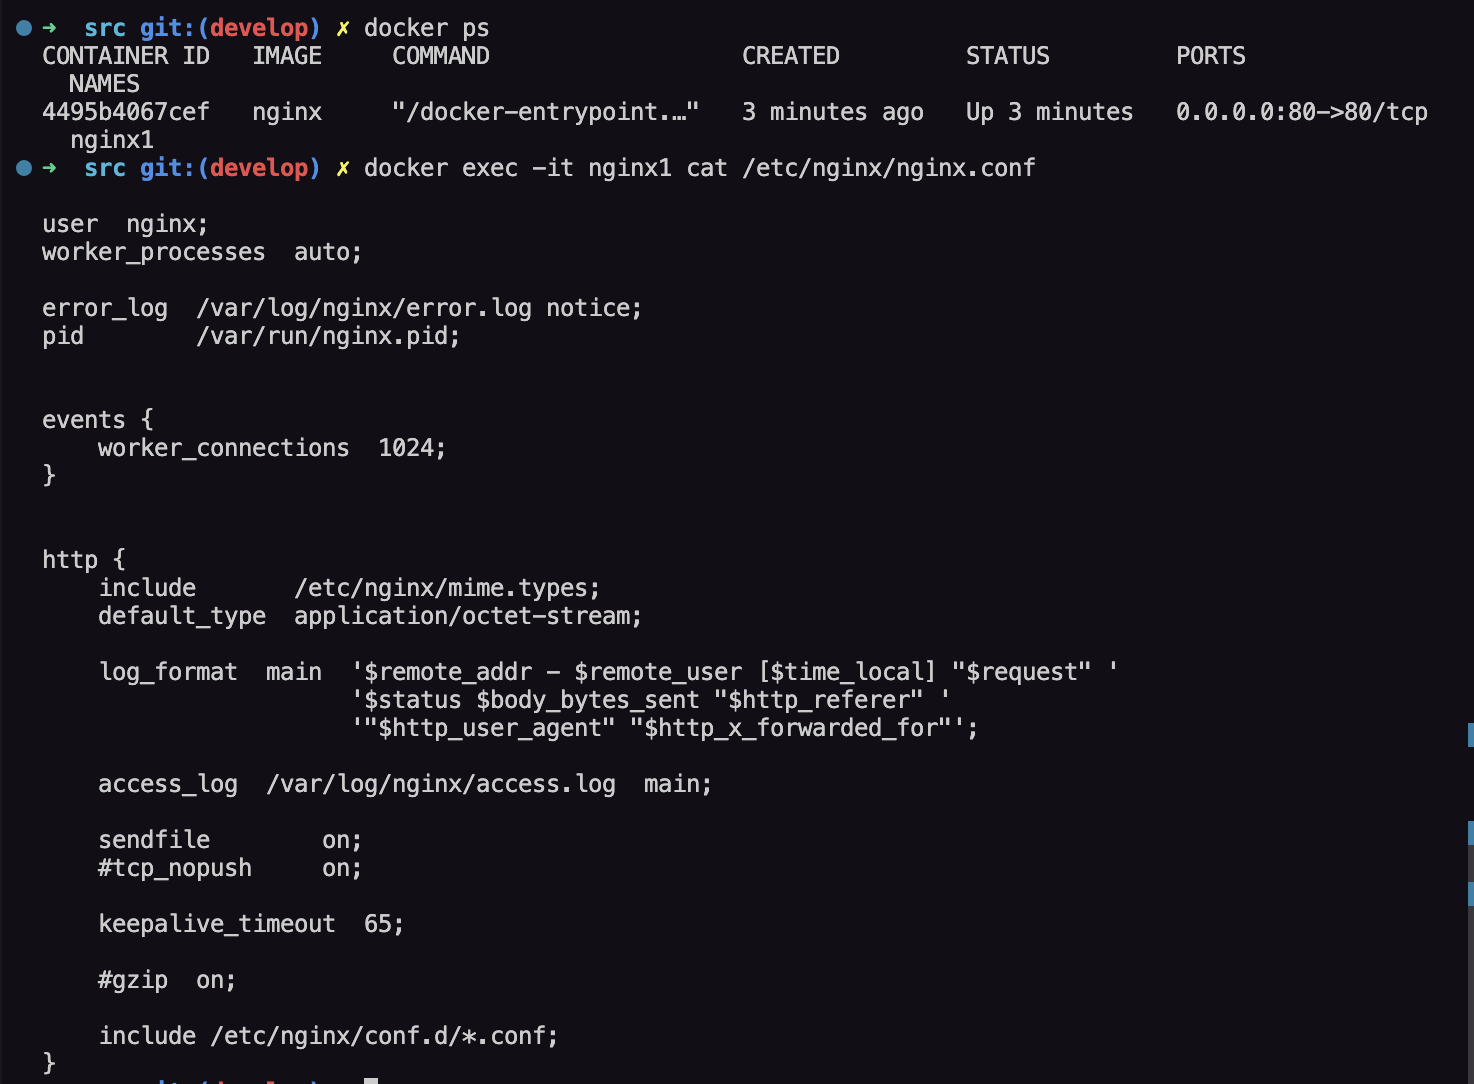 ➜  src git:(develop) ✗ docker ps
CONTAINER ID   IMAGE     COMMAND                  CREATED         STATUS         PORTS
  NAMES
4495b4067cef   nginx     "/docker-entrypoint.…"   3 minutes ago   Up 3 minutes   0.0.0.0:80->80/tcp
  nginx1
➜  src git:(develop) ✗ docker exec -it nginx1 cat /etc/nginx/nginx.conf

user  nginx;
worker_processes  auto;

error_log  /var/log/nginx/error.log notice;
pid        /var/run/nginx.pid;


events {
    worker_connections  1024;
}


http {
    include       /etc/nginx/mime.types;
    default_type  application/octet-stream;

    log_format  main  '$remote_addr - $remote_user [$time_local] "$request" '
                      '$status $body_bytes_sent "$http_referer" '
                      '"$http_user_agent" "$http_x_forwarded_for"';

    access_log  /var/log/nginx/access.log  main;

    sendfile        on;
    #tcp_nopush     on;

    keepalive_timeout  65;

    #gzip  on;

    include /etc/nginx/conf.d/*.conf;
}